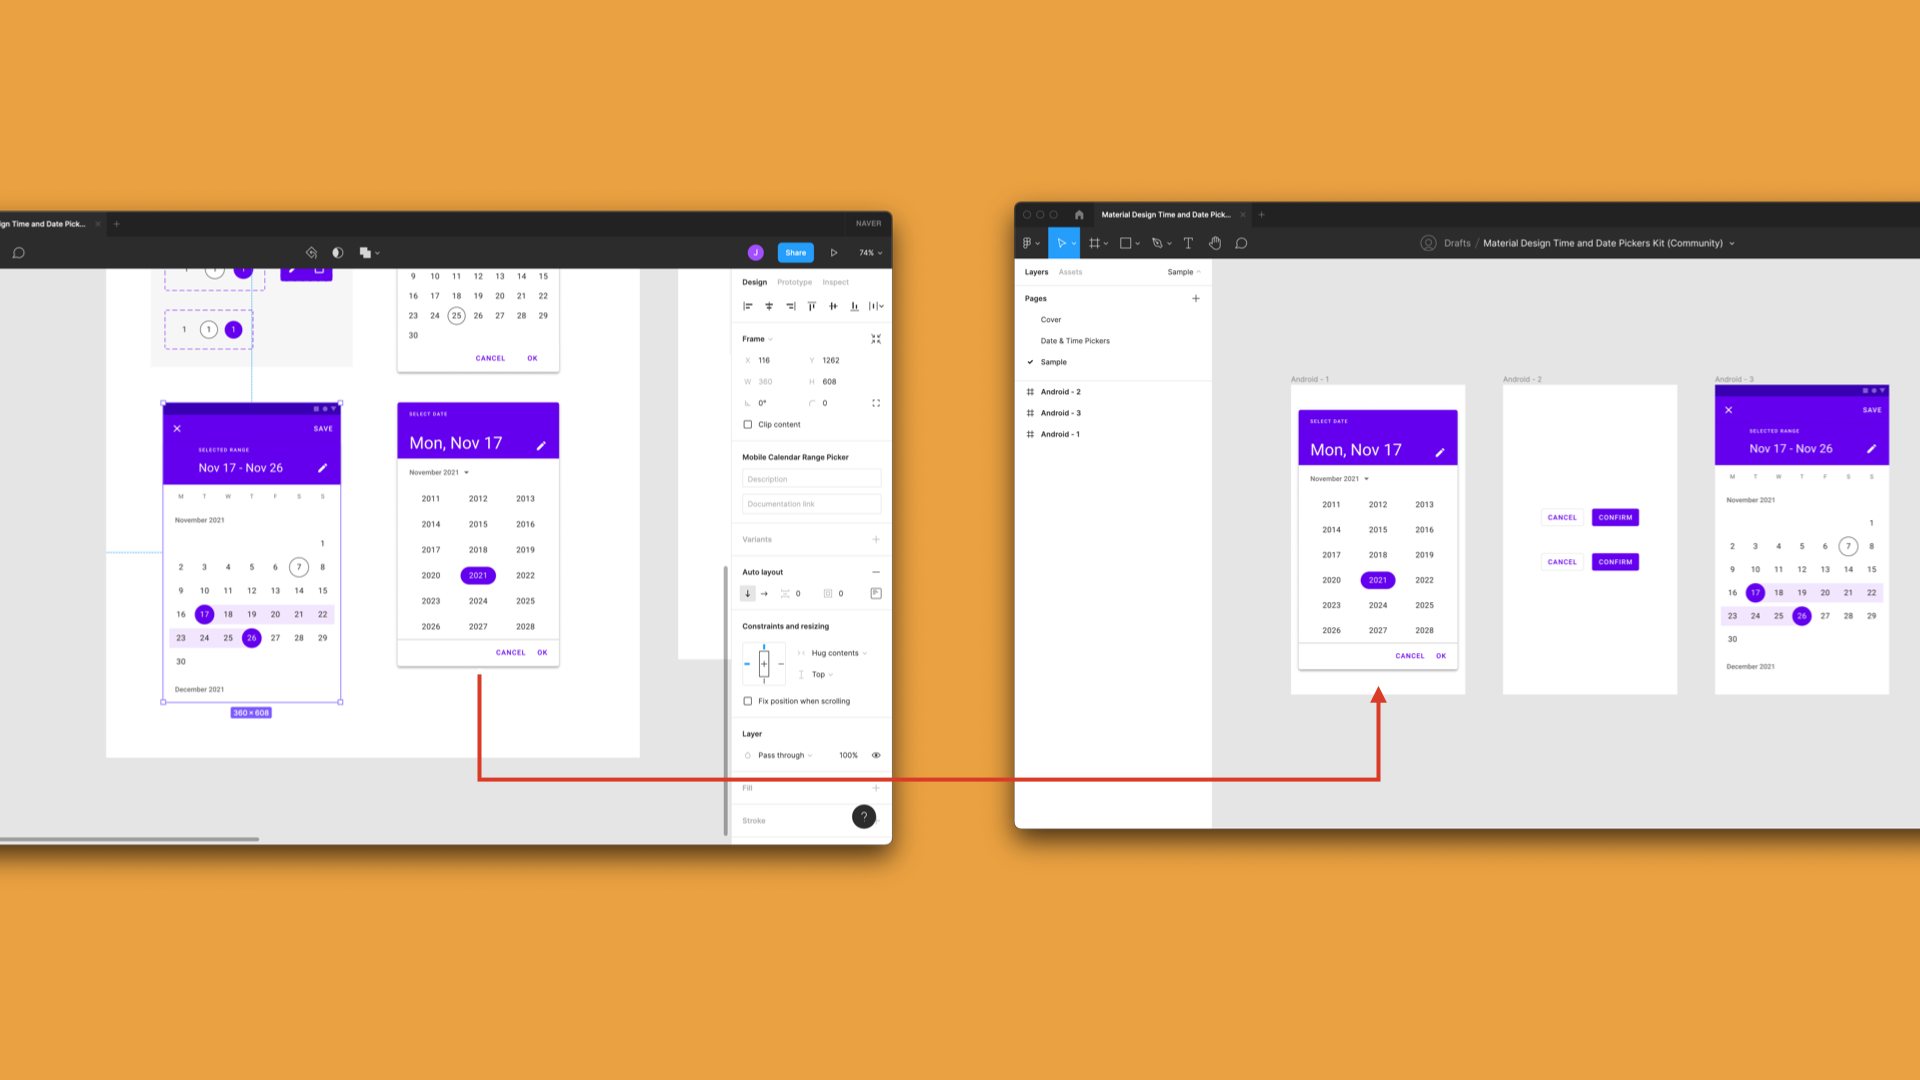 ign Time and Date Pick...
NAVER
J
Share
74%
1
1
1
9 10 11 12 13 14 15
16 17 18 19 20 21 22
23 24 25 26 27 28 29
30
CANCEL OK
1 1 1
SAVE
SELECTED RANGE
Nov 17 - Nov 26
M T W T F S S
November 2021
1
2 3 4 5 6 7 8
9 10 11 12 13 14 15
16 17 18 19 20 21 22
23 24 25 26 27 28 29
30
December 2021
360 × 608
SELECT DATE
Mon, Nov 17
November 2021
2011 2012 2013
2014 2015 2016
2017 2018 2019
2020 2021 2022
2023 2024 2025
2026 2027 2028
CANCEL OK
Design Prototype Inspect
Frame
X 116 Y 1262
W 360 H 608
0° 0
Clip content
Mobile Calendar Range Picker
Description
Documentation link
Variants
Auto layout
0 0
Constraints and resizing
Hug contents
Top
Fix position when scrolling
Layer
Pass through 100%
Fill
Stroke
?
Material Design Time and Date Pick...
Drafts / Material Design Time and Date Pickers Kit (Community)
Layers Assets Sample
Pages
Cover
Date & Time Pickers
Sample
Android - 2
Android - 3
Android - 1
Android - 1
SELECT DATE
Mon, Nov 17
November 2021
2011 2012 2013
2014 2015 2016
2017 2018 2019
2020 2021 2022
2023 2024 2025
2026 2027 2028
CANCEL OK
Android - 2
CANCEL CONFIRM
CANCEL CONFIRM
Android - 3
SAVE
SELECTED RANGE
Nov 17 - Nov 26
M T W T F S S
November 2021
1
2 3 4 5 6 7 8
9 10 11 12 13 14 15
16 17 18 19 20 21 22
23 24 25 26 27 28 29
30
December 2021